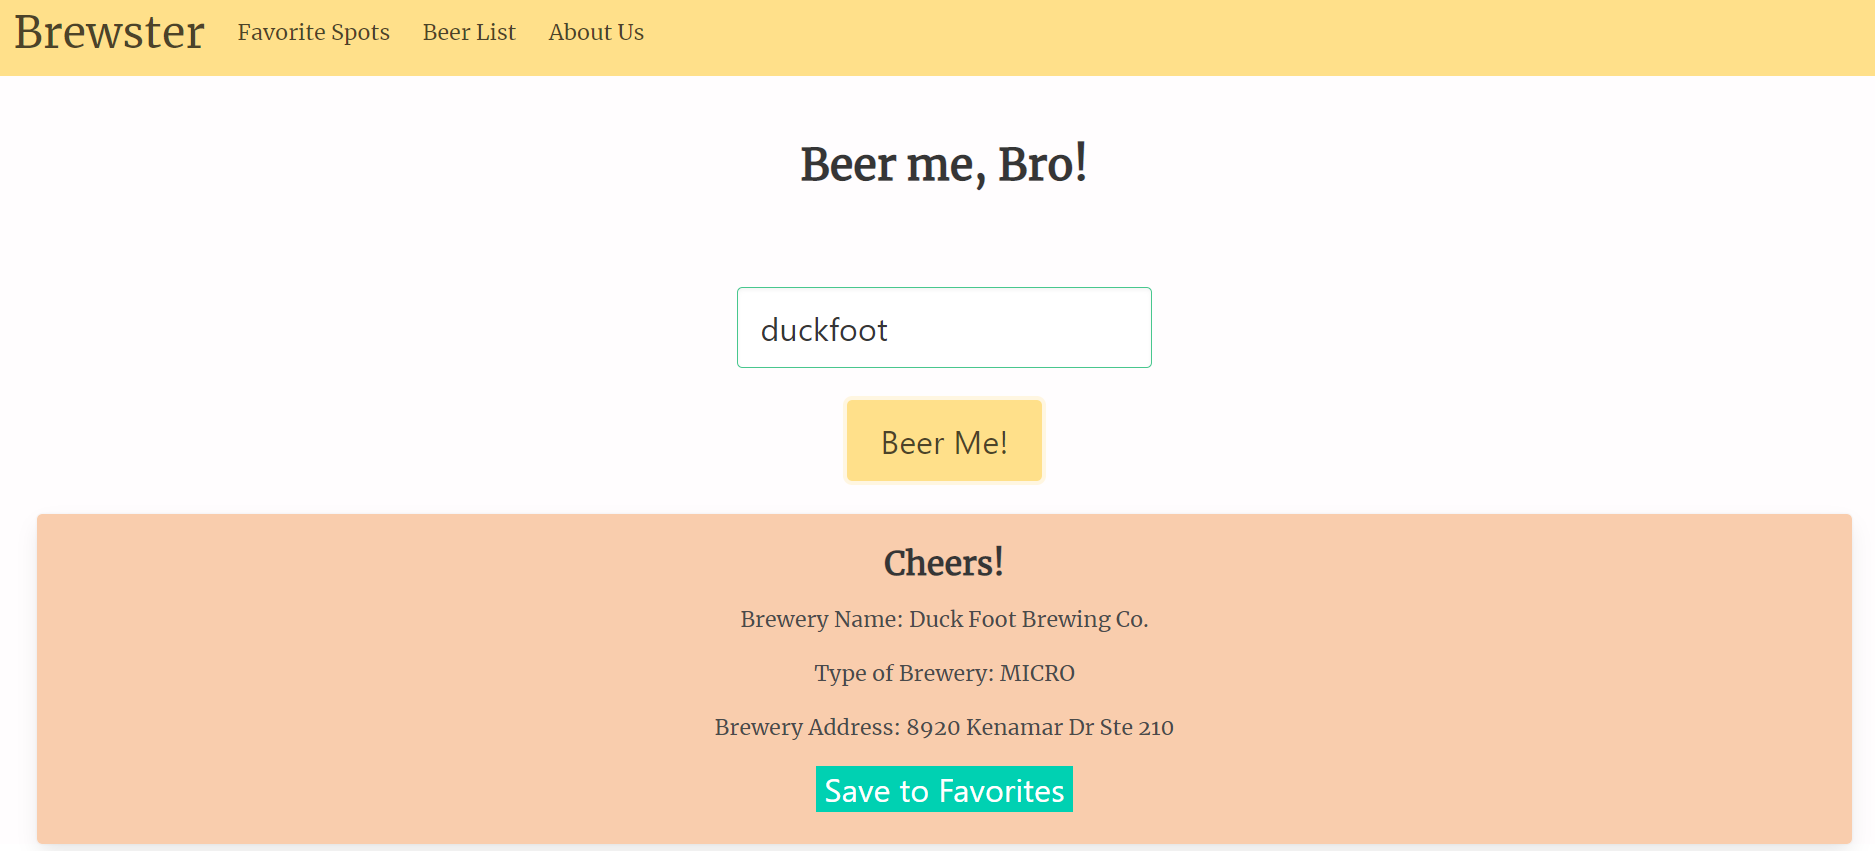 Brewster Favorite Spots Beer List About Us
Beer me, Bro!
duckfoot
Beer Me!
Cheers!
Brewery Name: Duck Foot Brewing Co.
Type of Brewery: MICRO
Brewery Address: 8920 Kenamar Dr Ste 210
Save to Favorites